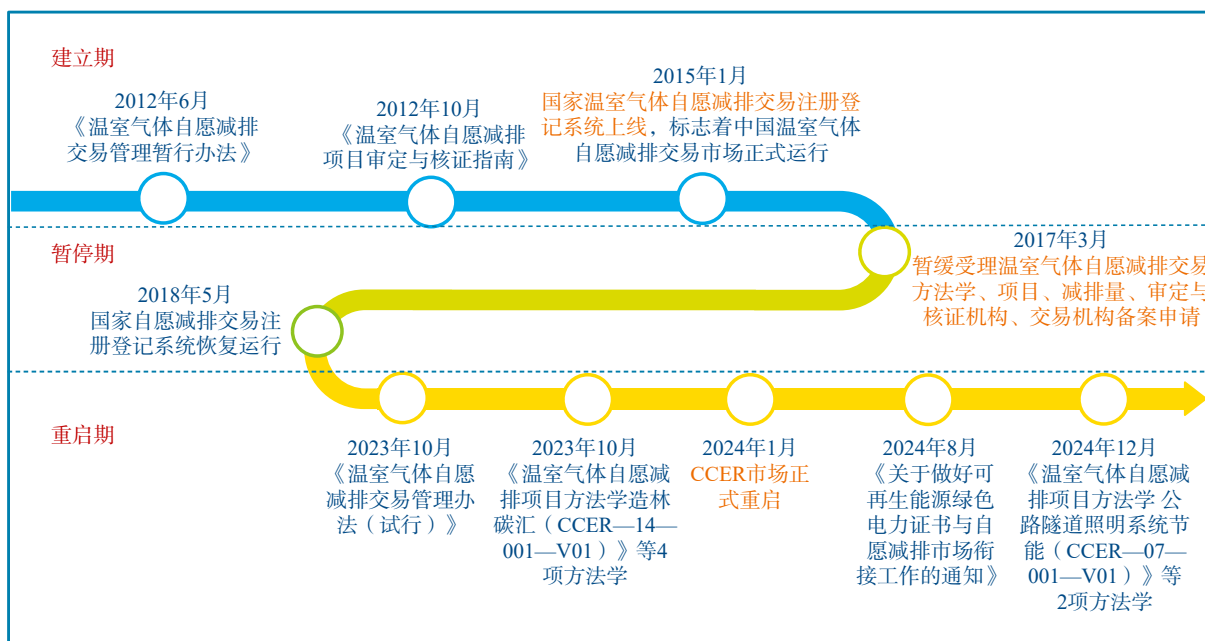 建立期
2012年6月
《温室气体自愿减排
交易管理暂行办法》
2012年10月
《温室气体自愿减排
项目审定与核证指南》
2015年1月
国家温室气体自愿减排交易注册登
记系统上线，标志着中国温室气体
自愿减排交易市场正式运行
暂停期
2017年3月
暂缓受理温室气体自愿减排交易
方法学、项目、减排量、审定与
核证机构、交易机构备案申请
2018年5月
国家自愿减排交易注
册登记系统恢复运行
重启期
2023年10月
《温室气体自愿
减排交易管理办
法（试行）》
2023年10月
《温室气体自愿减
排项目方法学造林
碳汇（CCER—14—
001—V01）》等4
项方法学
2024年1月
CCER市场正
式重启
2024年8月
《关于做好可
再生能源绿色
电力证书与自
愿减排市场衔
接工作的通知》
2024年12月
《温室气体自愿减
排项目方法学 公
路隧道照明系统节
能（CCER—07—
001—V01）》等
2项方法学